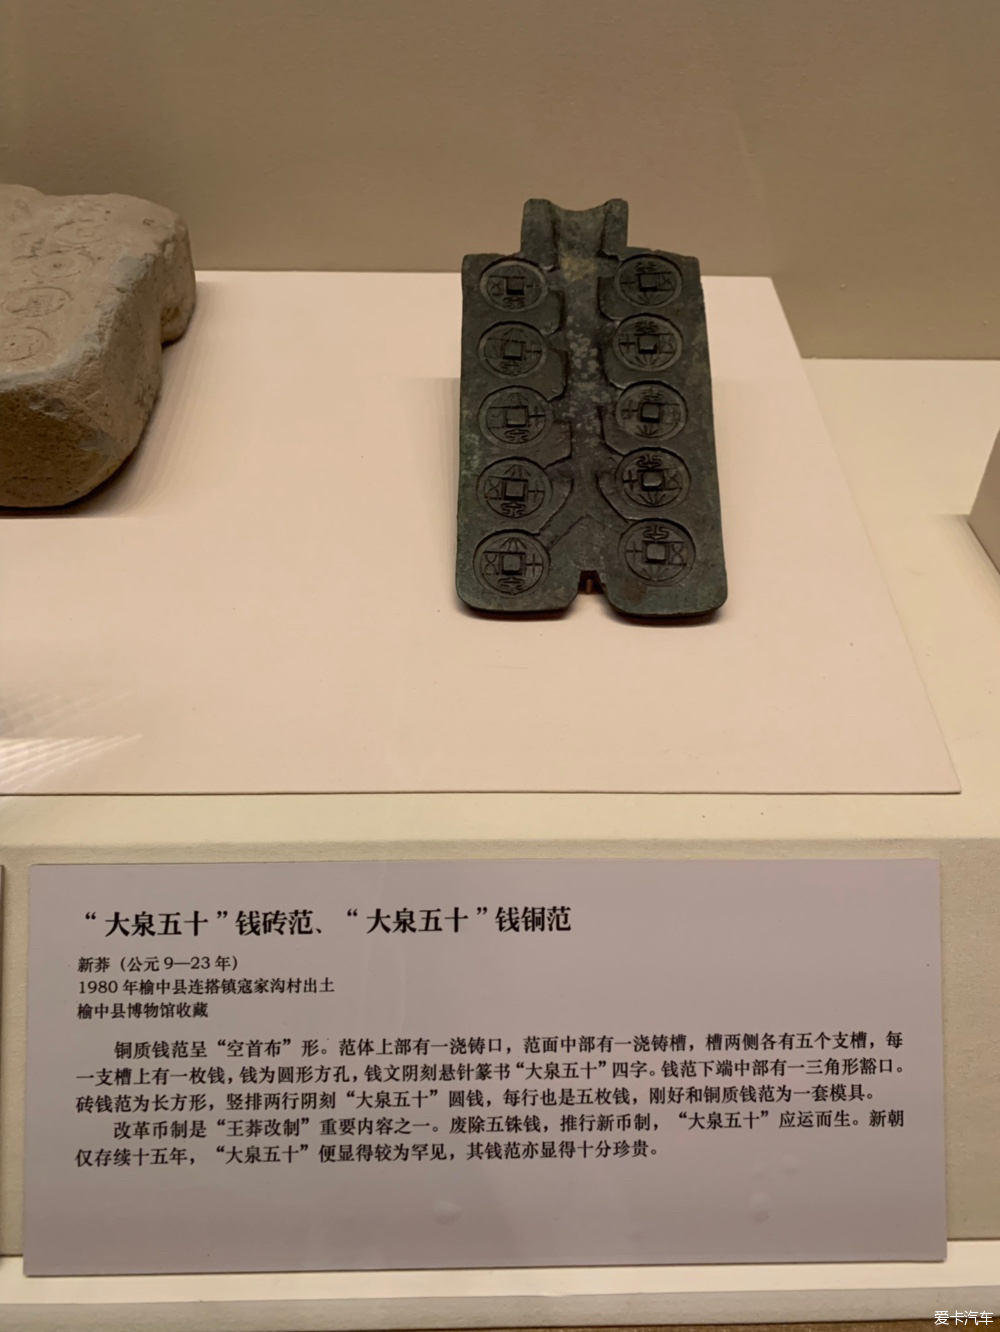 “大泉五十”钱砖范、“大泉五十”钱铜范
新莽（公元9—23年）
1980年榆中县连搭镇寇家沟村出土
榆中县博物馆收藏
铜质钱范呈“空首布”形。范体上部有一浇铸口，范面中部有一浇铸槽，槽两侧各有五个支槽，每
一支槽上有一枚钱，钱为圆形方孔，钱文阴刻悬针篆书“大泉五十”四字。钱范下端中部有一三角形豁口。
砖钱范为长方形，竖排两行阴刻“大泉五十”圆钱，每行也是五枚钱，刚好和铜质钱范为一套模具。
改革币制是“王莽改制”重要内容之一。废除五铢钱，推行新币制，“大泉五十”应运而生。新朝
仅存续十五年，“大泉五十”便显得较为罕见，其钱范亦显得十分珍贵。
爱卡汽车